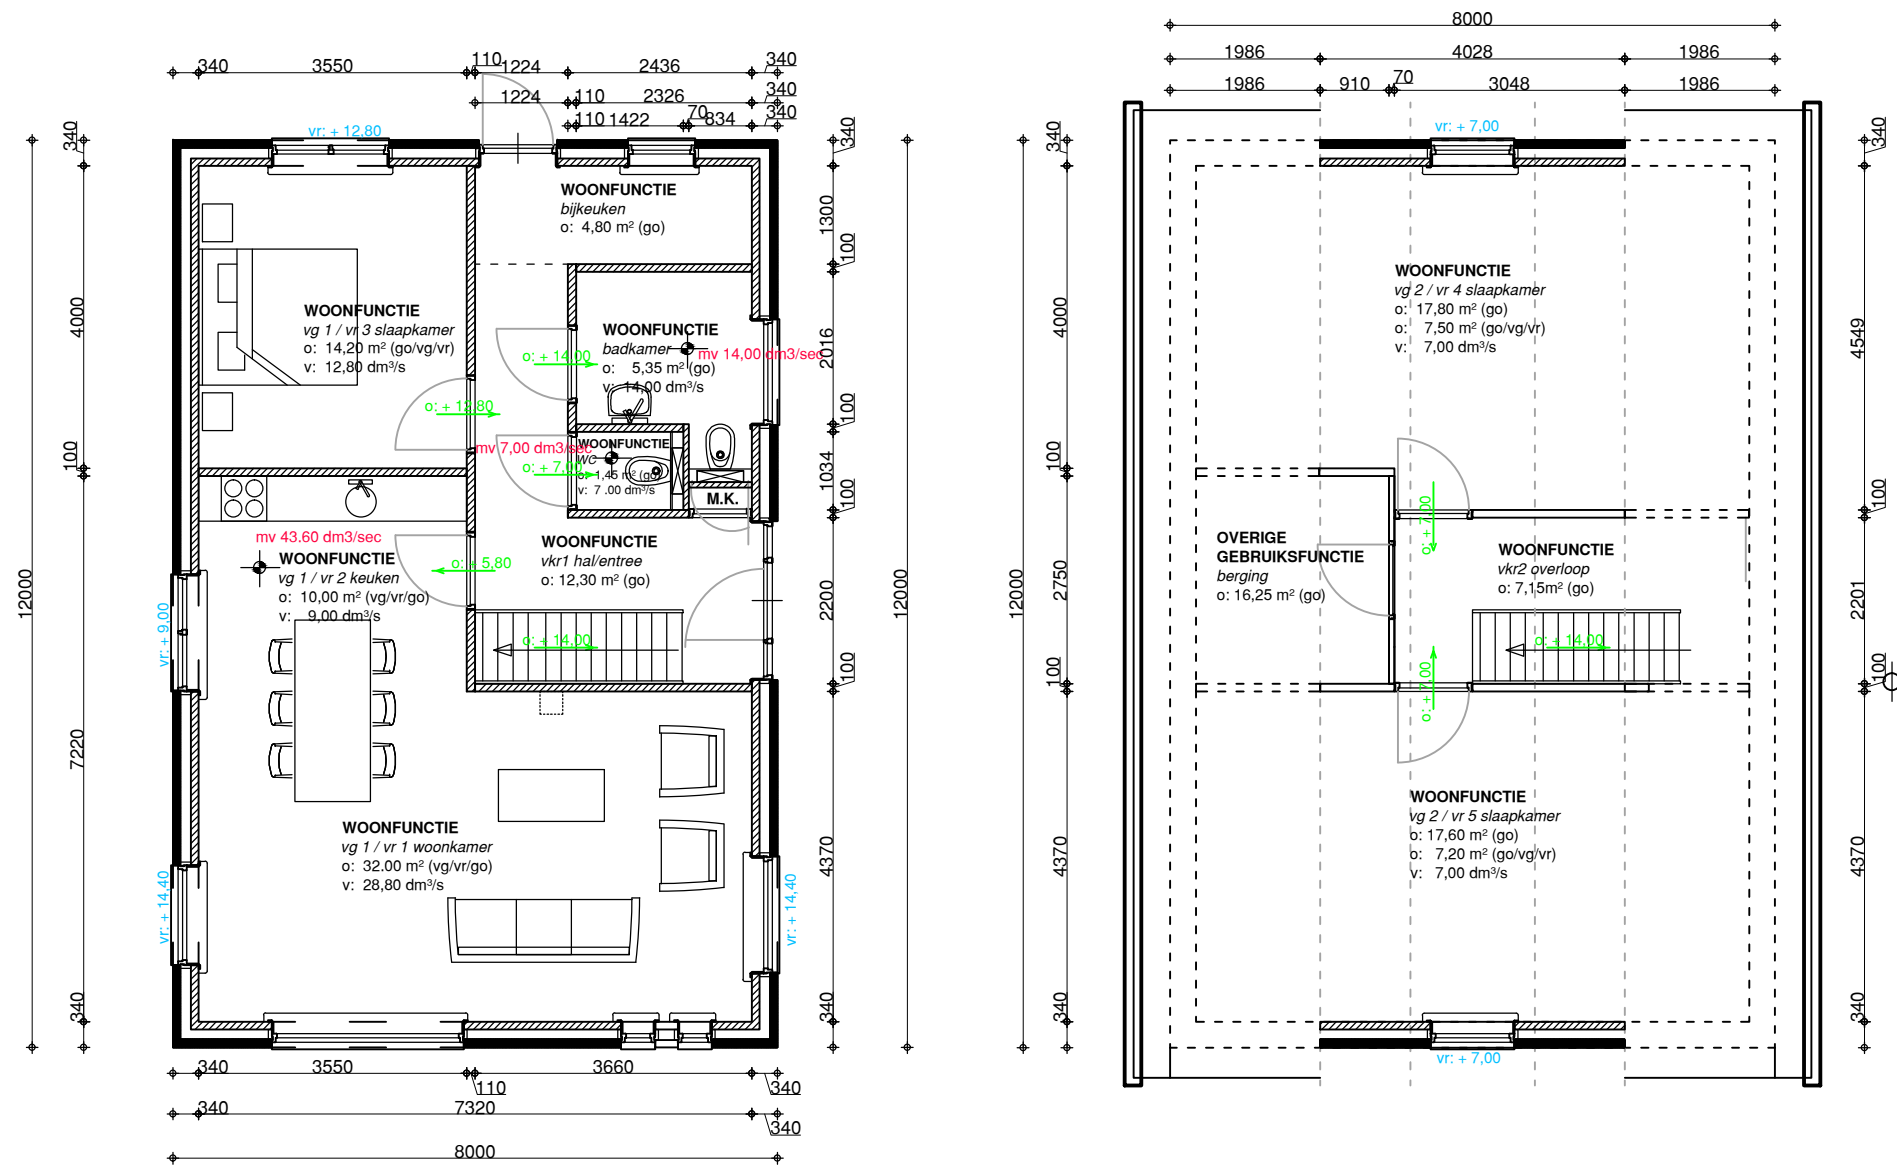 340
3550
110
1224
2436
340
1224
110
2326
340
110
1422
70
834
340
vr: + 12,80
340
4000
100
7220
340
12000
WOONFUNCTIE
bijkeuken
o: 4,80 m² (go)
WOONFUNCTIE
vg 1 / vr 3 slaapkamer
o: 14,20 m² (go/vg/vr)
v: 12,80 dm³/s
WOONFUNCTIE
badkamer
o: 5,35 m² (go)
v: 14,00 dm³/s
mv 14,00 dm3/sec
o: + 14,00
o: + 12,80
WOONFUNCTIE
WC
o: 1,45 m² (go)
v: 7 .00 dm³/s
mv 7,00 dm3/sec
o: + 7,00
M.K.
mv 43.60 dm3/sec
WOONFUNCTIE
vg 1 / vr 2 keuken
o: 10,00 m² (vg/vr/go)
v: 9,00 dm³/s
o: + 5,80
WOONFUNCTIE
vkr1 hal/entree
o: 12,30 m² (go)
o: + 14,00
vr: + 9,00
WOONFUNCTIE
vg 1 / vr 1 woonkamer
o: 32.00 m² (vg/vr/go)
v: 28,80 dm³/s
vr: + 14,40
vr: + 14,40
340
1300
100
2016
100
1034
100
2200
100
4370
340
12000
340
3550
110
3660
340
340
7320
340
8000
8000
1986
4028
1986
1986
910
70
3048
1986
vr: + 7,00
12000
340
4000
100
2750
100
4370
340
WOONFUNCTIE
vg 2 / vr 4 slaapkamer
o: 17,80 m² (go)
o: 7,50 m² (go/vg/vr)
v: 7,00 dm³/s
OVERIGE
GEBRUIKSFUNCTIE
berging
o: 16,25 m² (go)
o: + 7,00
WOONFUNCTIE
vkr2 overloop
o: 7,15m² (go)
o: + 14,00
o: + 7,00
WOONFUNCTIE
vg 2 / vr 5 slaapkamer
o: 17,60 m² (go)
o: 7,20 m² (go/vg/vr)
v: 7,00 dm³/s
vr: + 7,00
340
4549
100
2201
100
4370
340